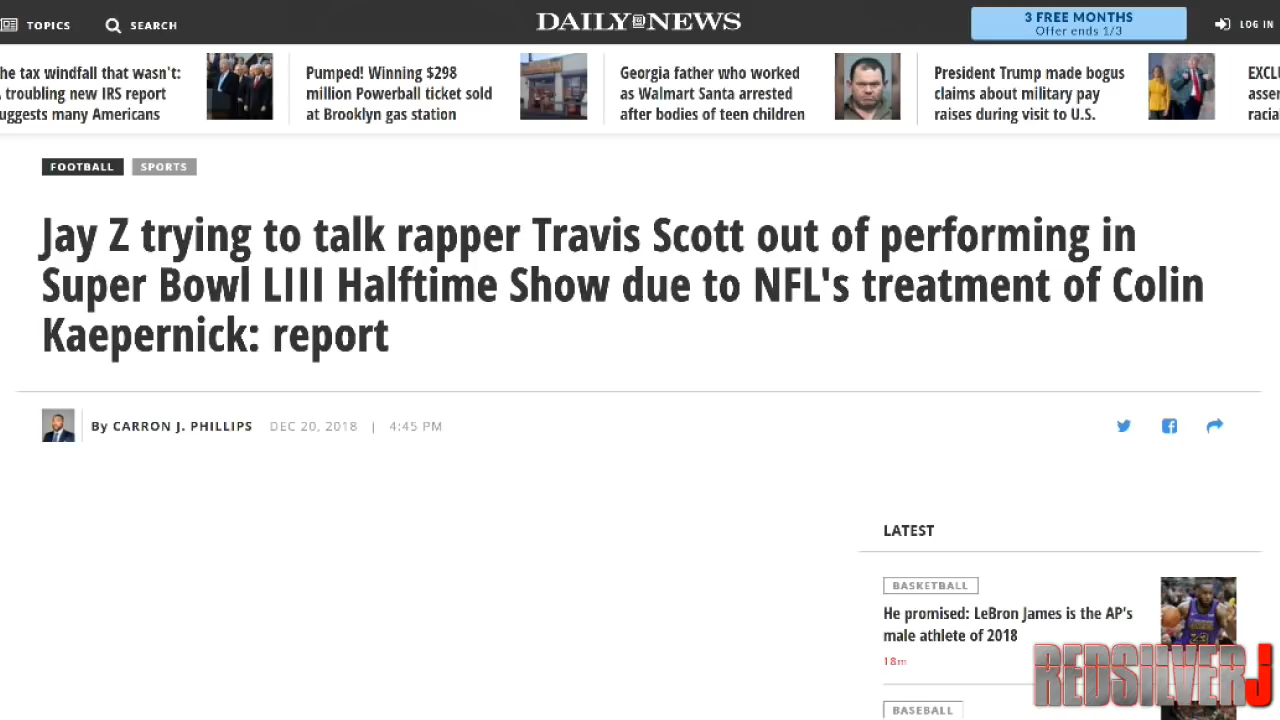 TOPICS
SEARCH
DAILY NEWS
3 FREE MONTHS
Offer ends 1/3
LOG IN
he tax windfall that wasn't:
troubling new IRS report
uggests many Americans
Pumped! Winning $298
million Powerball ticket sold
at Brooklyn gas station
Georgia father who worked
as Walmart Santa arrested
after bodies of teen children
President Trump made bogus
claims about military pay
raises during visit to U.S.
EXCLU
asser
racia
FOOTBALL
SPORTS
Jay Z trying to talk rapper Travis Scott out of performing in
Super Bowl LIII Halftime Show due to NFL's treatment of Colin
Kaepernick: report
By CARRON J. PHILLIPS DEC 20, 2018 | 4:45 PM
LATEST
BASKETBALL
He promised: LeBron James is the AP's
male athlete of 2018
18m
REDSILVERJ
BASEBALL